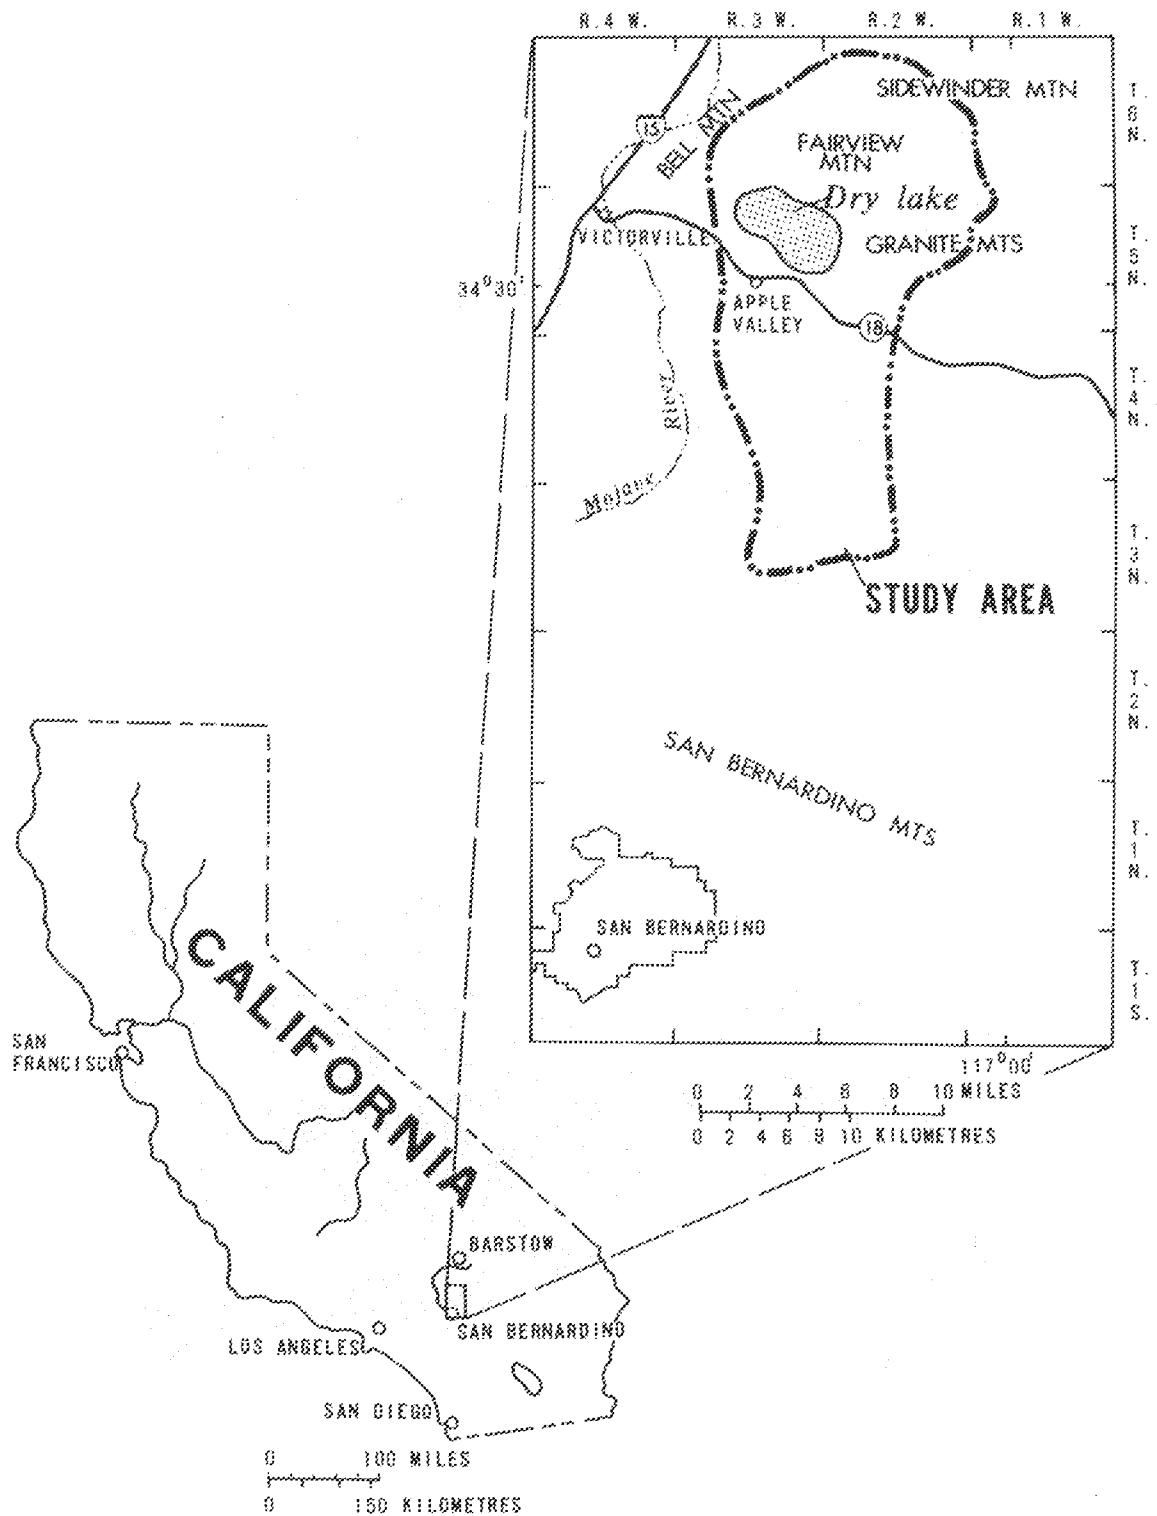 R.4 W. R.3 W. R.2 W. R.1 W.
SIDEWINDER MTN
T.
6
N.
15
BELL MTN
FAIRVIEW
MTN
Dry lake
VICTORVILLE
GRANITE MTS
T.
5
N.
34°30'
APPLE
VALLEY
18
T.
4
N.
River
Mojave
T.
3
N.
STUDY AREA
T.
2
N.
SAN BERNARDINO MTS
T.
1
N.
SAN BERNARDINO
T.
1
S.
117°00'
0 2 4 6 8 10 MILES
0 2 4 6 8 10 KILOMETRES
CALIFORNIA
SAN
FRANCISCO
BARSTOW
SAN BERNARDINO
LOS ANGELES
SAN DIEGO
0 100 MILES
0 150 KILOMETRES